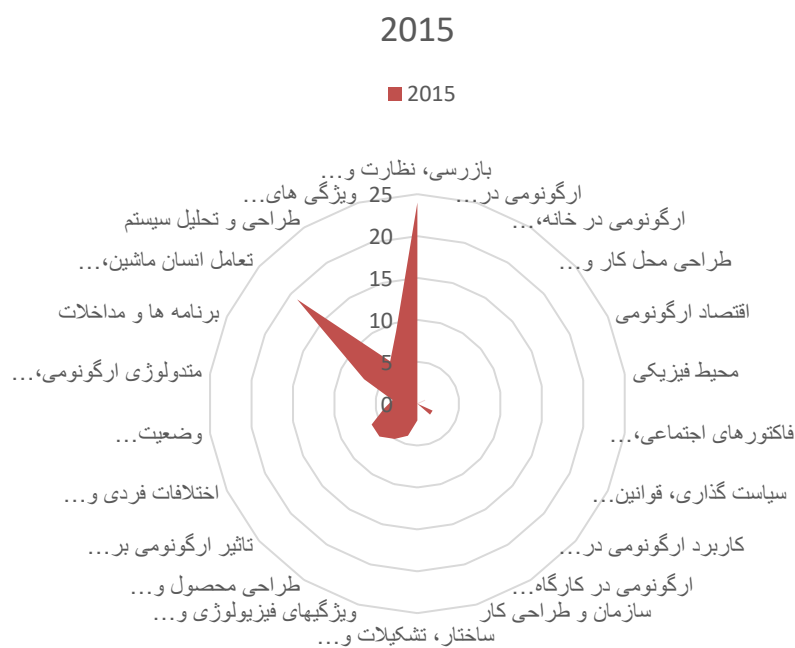 2015
2015
بازرسی، نظارت و...
ارگونومی در...
ارگونومی در خانه،...
طراحی محل کار و...
اقتصاد ارگونومی
محیط فیزیکی
فاکتورهای اجتماعی،...
سیاست گذاری، قوانین...
کاربرد ارگونومی در...
ارگونومی در کارگاه...
سازمان و طراحی کار
ساختار، تشکیلات و...
ویژگیهای فیزیولوژی و...
طراحی محصول و...
تاثیر ارگونومی بر...
اختلافات فردی و...
وضعیت...
متدولوژی ارگونومی،...
برنامه ها و مداخلات
تعامل انسان ماشین،...
طراحی و تحلیل سیستم
ویژگی های...
25
20
15
10
5
0